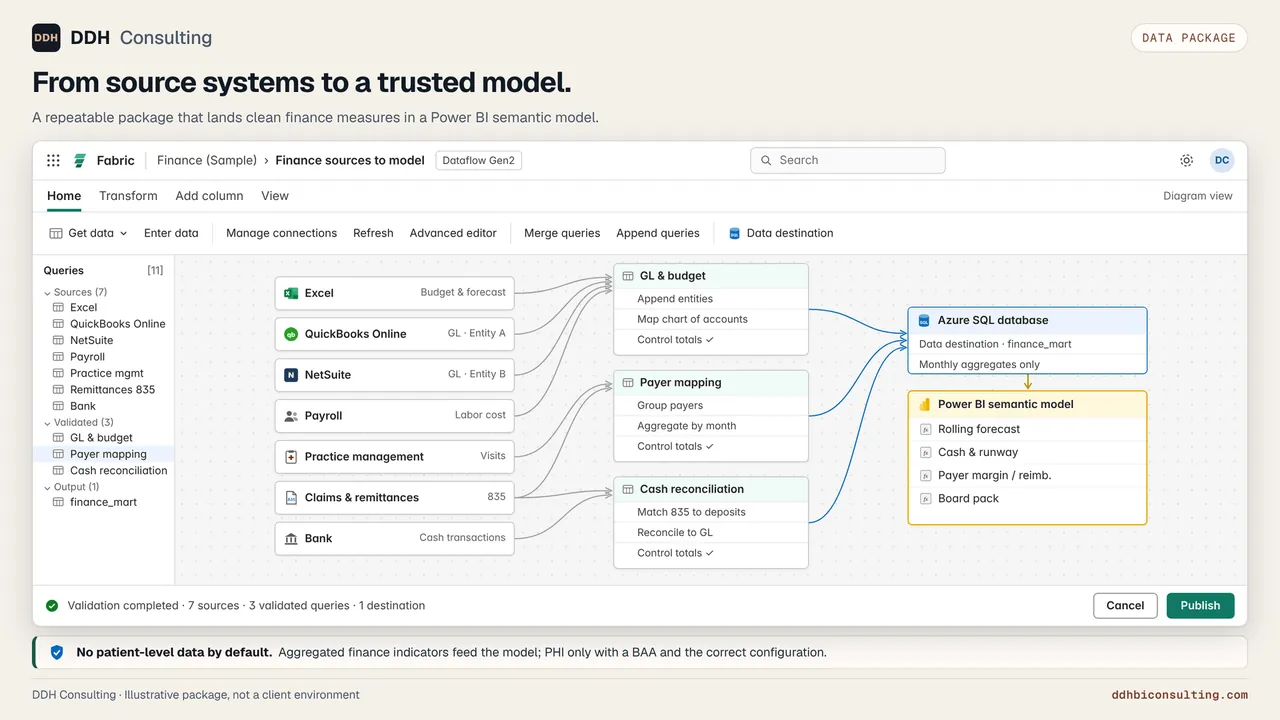 DDH DDH Consulting
DATA PACKAGE
From source systems to a trusted model.
A repeatable package that lands clean finance measures in a Power BI semantic model.
Fabric Finance (Sample) › Finance sources to model Dataflow Gen2
Search
DC
Home Transform Add column View
Diagram view
Get data Enter data Manage connections Refresh Advanced editor Merge queries Append queries Data destination
Queries [11]
Sources (7)
Excel
QuickBooks Online
NetSuite
Payroll
Practice mgmt
Remittances 835
Bank
Validated (3)
GL & budget
Payer mapping
Cash reconciliation
Output (1)
finance_mart
Excel Budget & forecast
QuickBooks Online GL · Entity A
NetSuite GL · Entity B
Payroll Labor cost
Practice management Visits
Claims & remittances 835
Bank Cash transactions
GL & budget
Append entities
Map chart of accounts
Control totals ✓
Payer mapping
Group payers
Aggregate by month
Control totals ✓
Cash reconciliation
Match 835 to deposits
Reconcile to GL
Control totals ✓
Azure SQL database
Data destination · finance_mart
Monthly aggregates only
Power BI semantic model
Rolling forecast
Cash & runway
Payer margin / reimb.
Board pack
Validation completed · 7 sources · 3 validated queries · 1 destination
Cancel Publish
No patient-level data by default. Aggregated finance indicators feed the model; PHI only with a BAA and the correct configuration.
DDH Consulting · Illustrative package, not a client environment
ddhbiconsulting.com